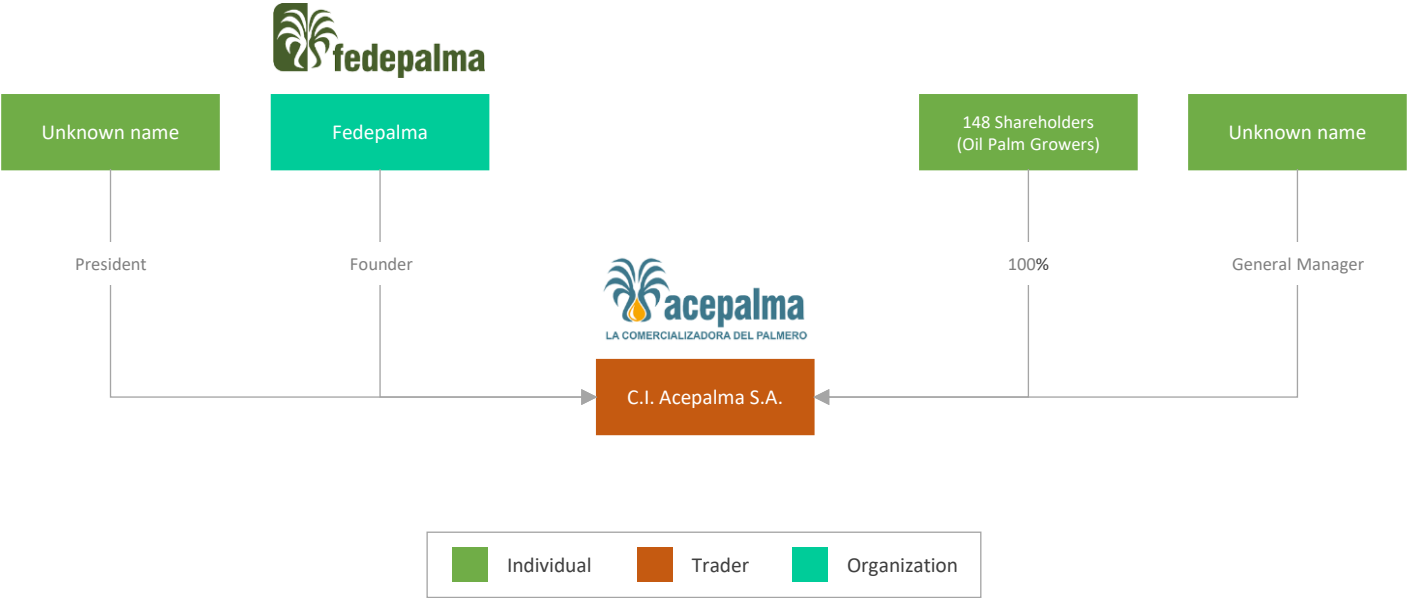 fedepalma
Unknown name
Fedepalma
148 Shareholders
(Oil Palm Growers)
Unknown name
President
Founder
100%
General Manager
acepalma
LA COMERCIALIZADORA DEL PALMERO
C.I. Acepalma S.A.
Individual
Trader
Organization